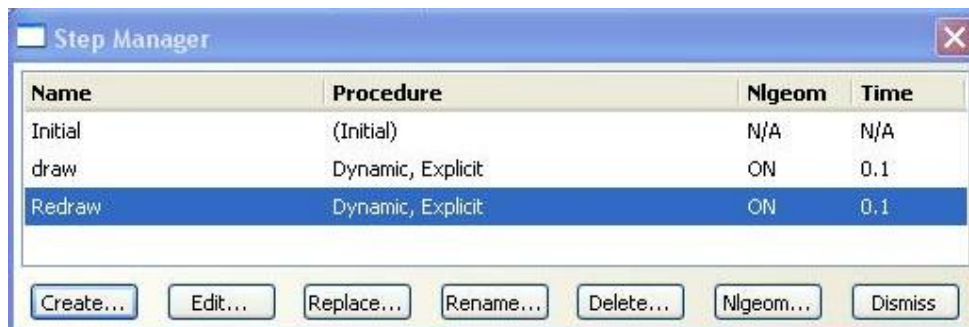 Step Manager
Name Procedure Nlgeom Time
Initial (Initial) N/A N/A
draw Dynamic, Explicit ON 0.1
Redraw Dynamic, Explicit ON 0.1
Create... Edit... Replace... Rename... Delete... Nlgeom... Dismiss